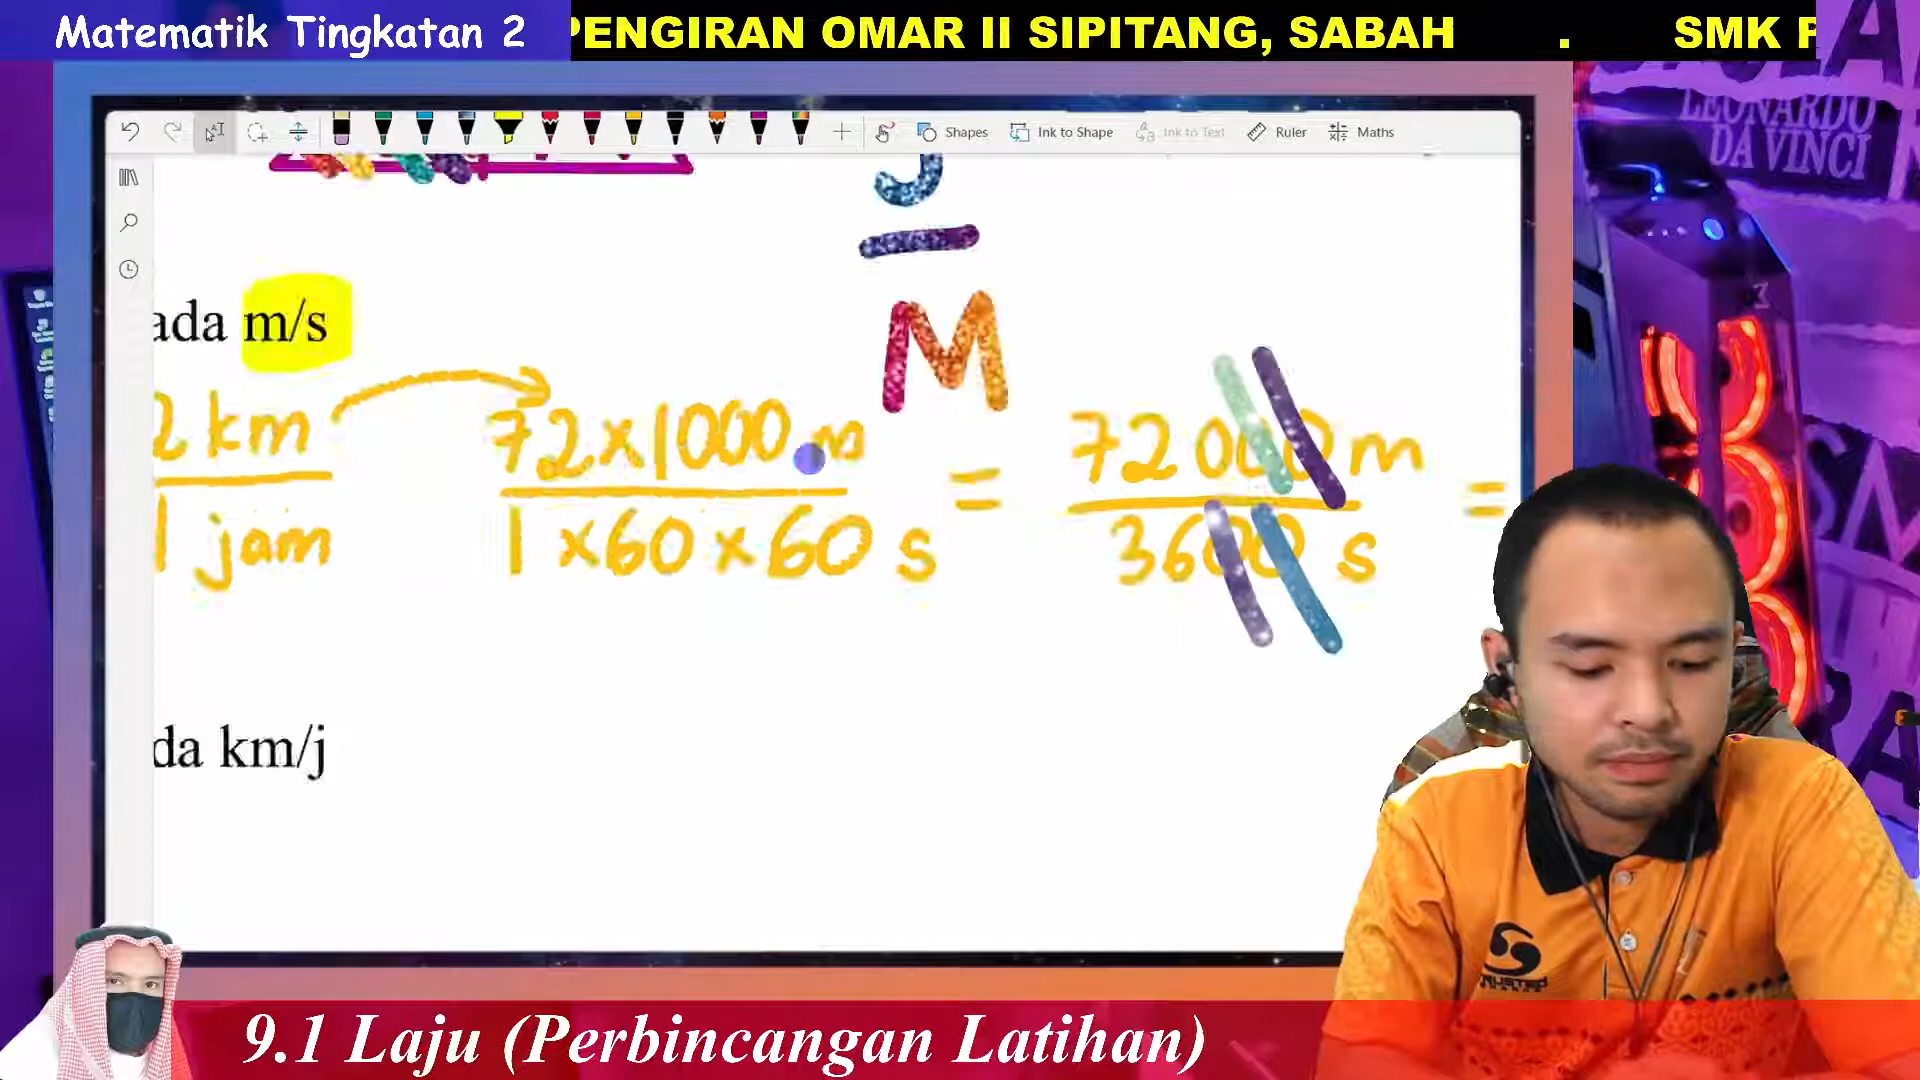 Matematik Tingkatan 2
PENGIRAN OMAR II SIPITANG, SABAH . SMK P
LEONARDO
DA VINCI
Shapes Ink to Shape Ink to Text Ruler Maths
J
M
ada m/s
2 km
1 jam
72 × 1000 m
1 × 60 × 60 s
=
72000 m
3600 s
=
da km/j
9.1 Laju (Perbincangan Latihan)